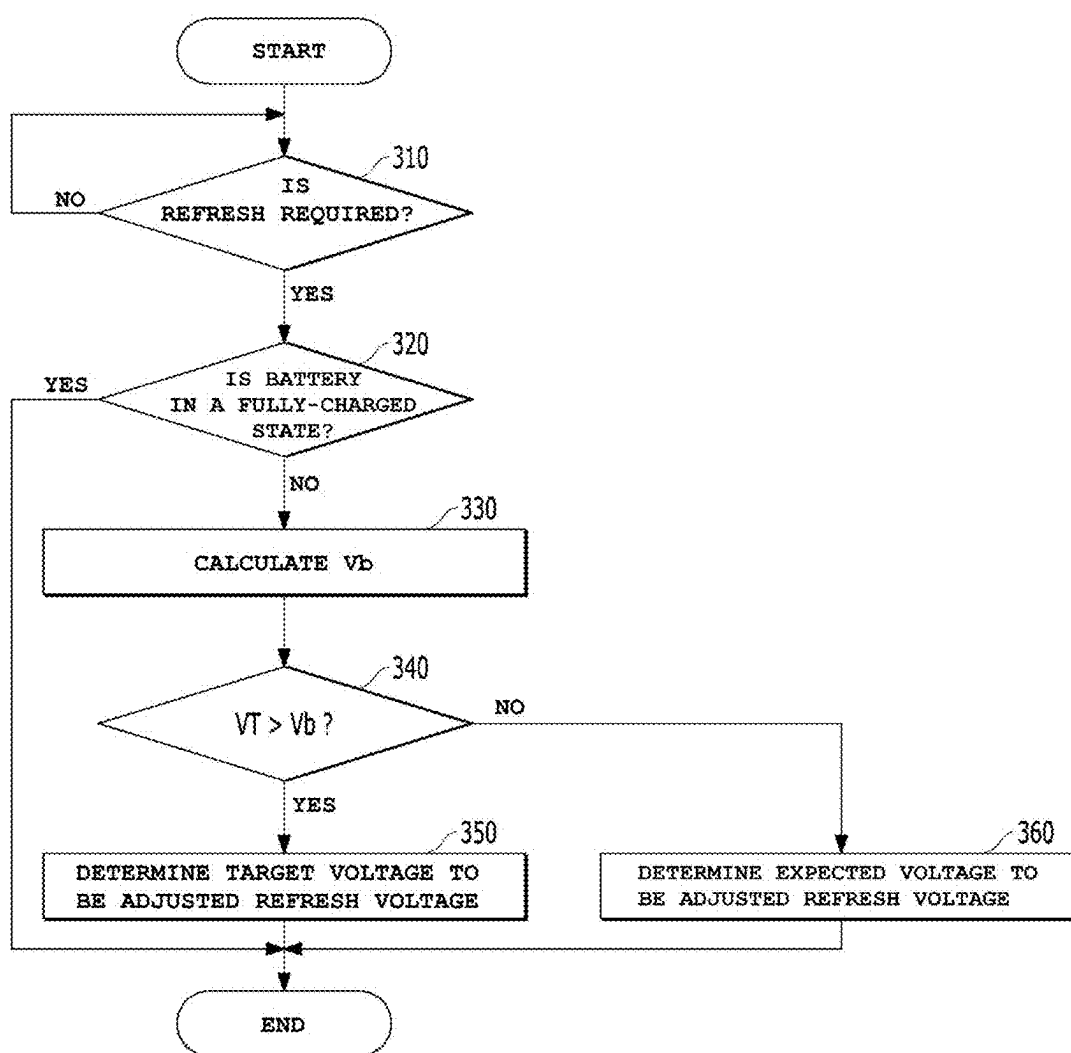 START
310
IS
REFRESH REQUIRED?
NO
YES
320
IS BATTERY
IN A FULLY-CHARGED
STATE?
YES
NO
330
CALCULATE Vb
340
VT > Vb ?
NO
YES
350
DETERMINE TARGET VOLTAGE TO
BE ADJUSTED REFRESH VOLTAGE
360
DETERMINE EXPECTED VOLTAGE TO
BE ADJUSTED REFRESH VOLTAGE
END